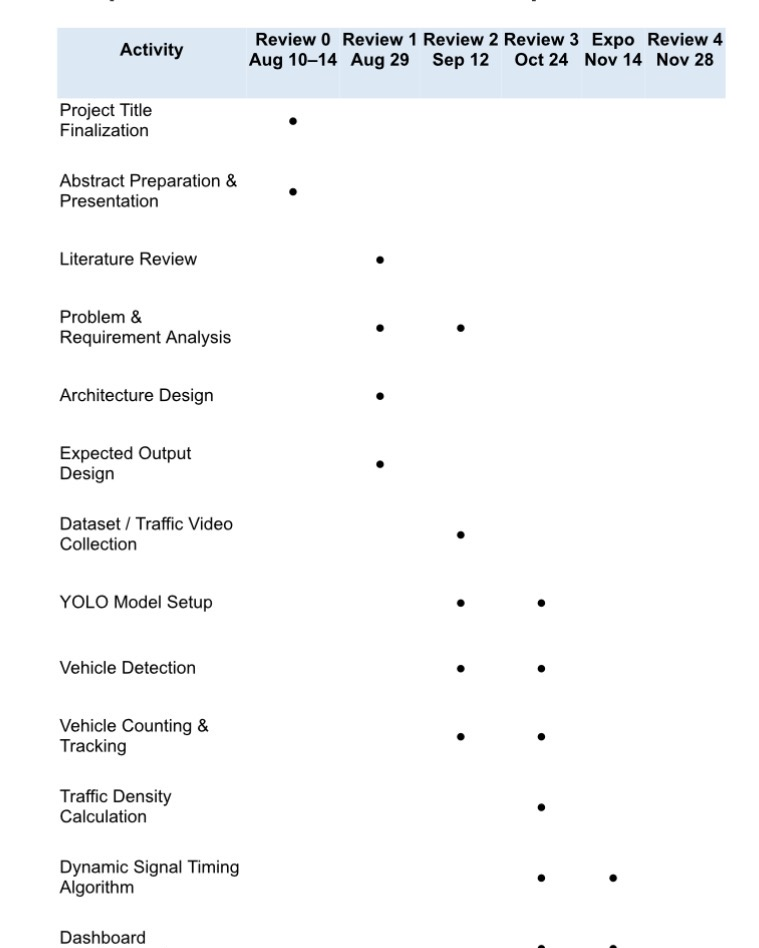 Activity
Review 0 Review 1 Review 2 Review 3 Expo Review 4
Aug 10–14 Aug 29 Sep 12 Oct 24 Nov 14 Nov 28
Project Title
Finalization
•
Abstract Preparation &
Presentation
•
Literature Review •
Problem &
Requirement Analysis
• •
Architecture Design •
Expected Output
Design
•
Dataset / Traffic Video
Collection
•
YOLO Model Setup • •
Vehicle Detection • •
Vehicle Counting &
Tracking
• •
Traffic Density
Calculation
•
Dynamic Signal Timing
Algorithm
• •
Dashboard
• •